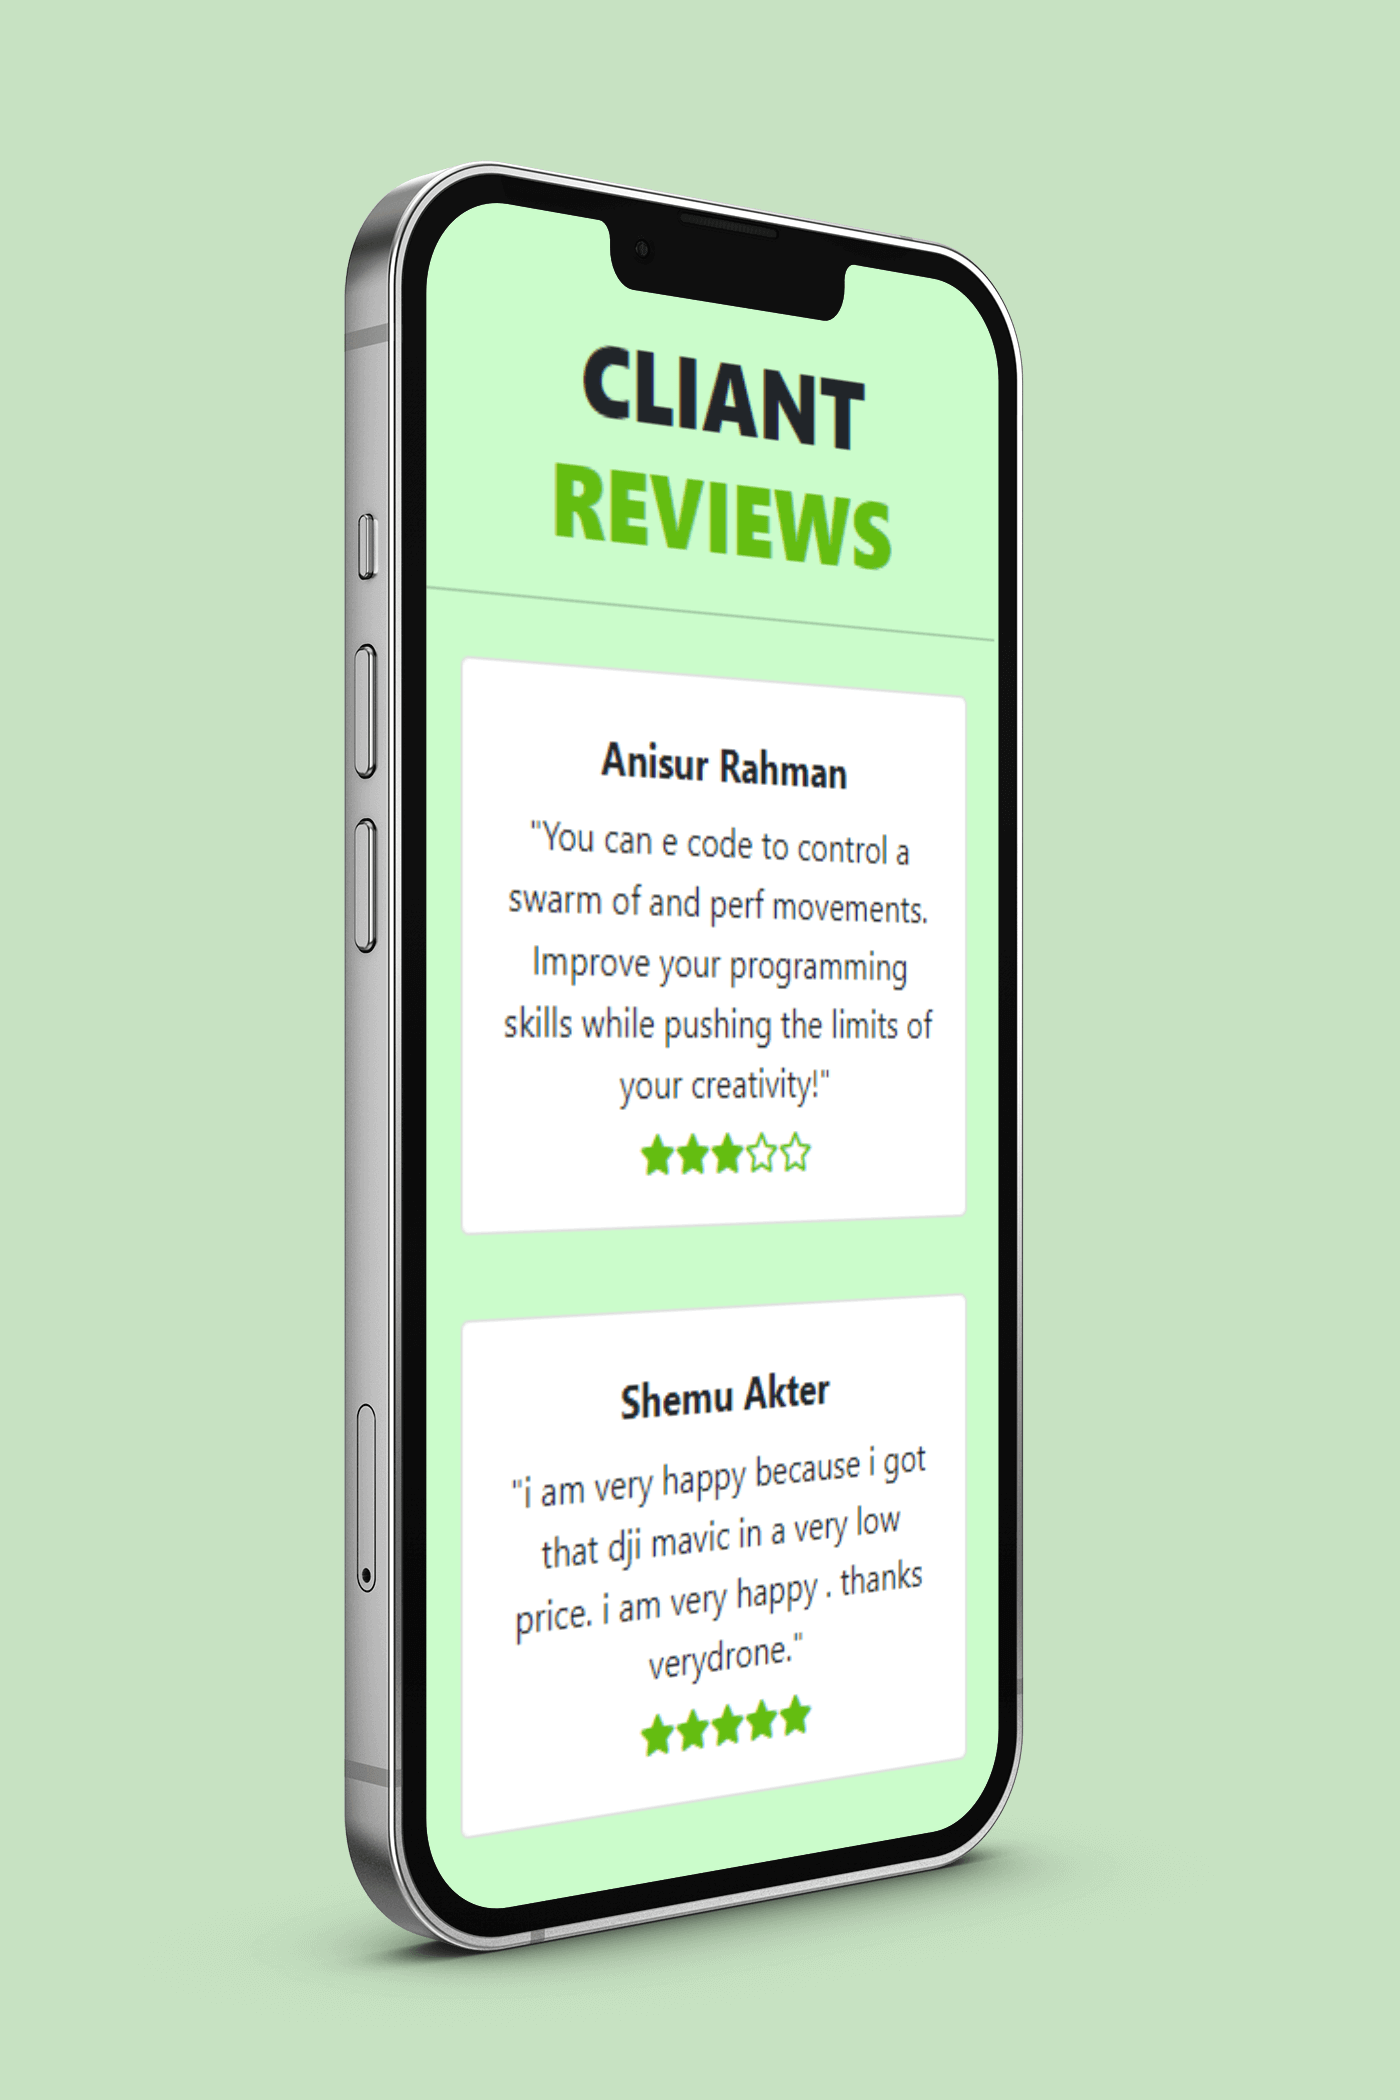 CLIANT
REVIEWS
Anisur Rahman
"You can e code to control a
swarm of and perf movements.
Improve your programming
skills while pushing the limits of
your creativity!"
Shemu Akter
"i am very happy because i got
that dji mavic in a very low
price. i am very happy . thanks
verydrone."